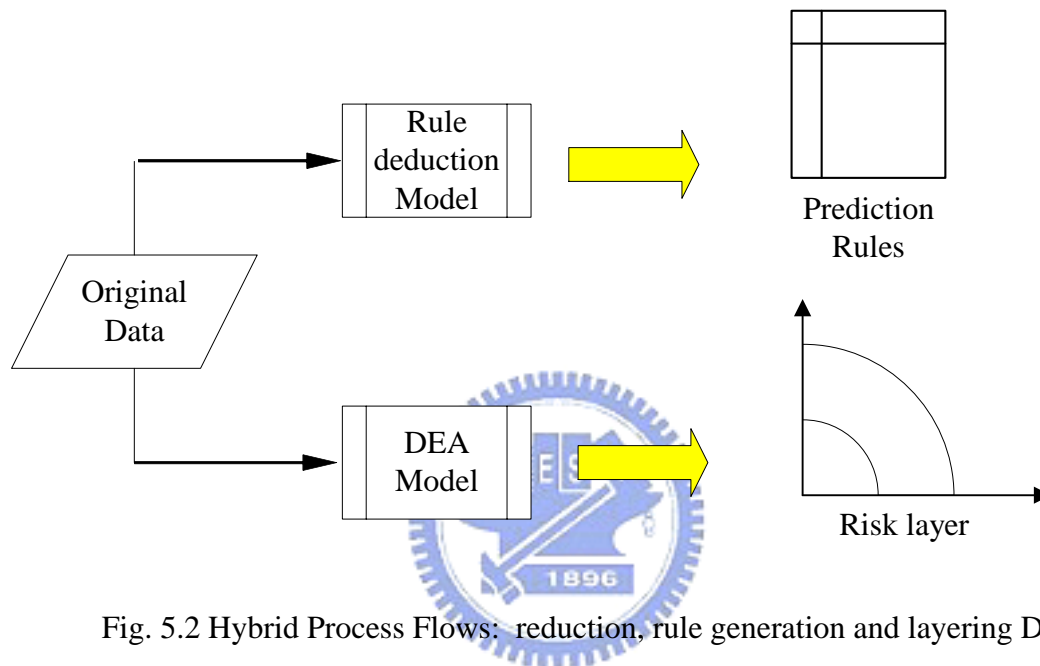 Rule
deduction
Model
Prediction
Rules
Original
Data
DEA
Model
ES
1896
Risk layer
Fig. 5.2 Hybrid Process Flows: reduction, rule generation and layering D